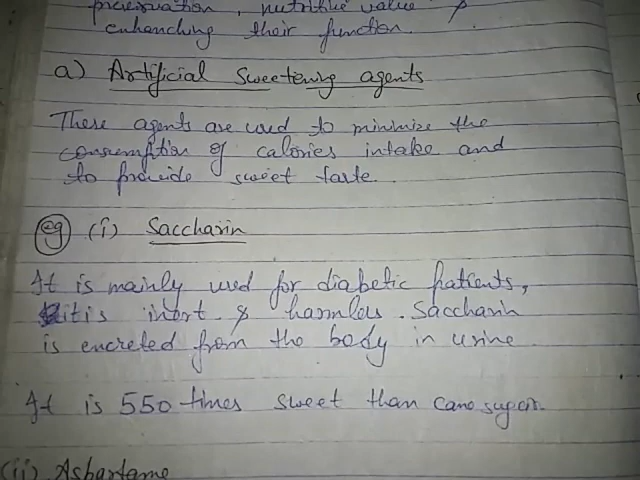 preservation, nutritive value &
enhancing their function.
a) Artificial Sweetening agents
These agents are used to minimize the
consumption of calories intake and
to provide sweet taste.
eg (i) Saccharin
It is mainly used for diabetic patients,
it is inert & harmless. Saccharin
is excreted from the body in urine
It is 550 times sweet than cane sugar.
(ii) Aspartame